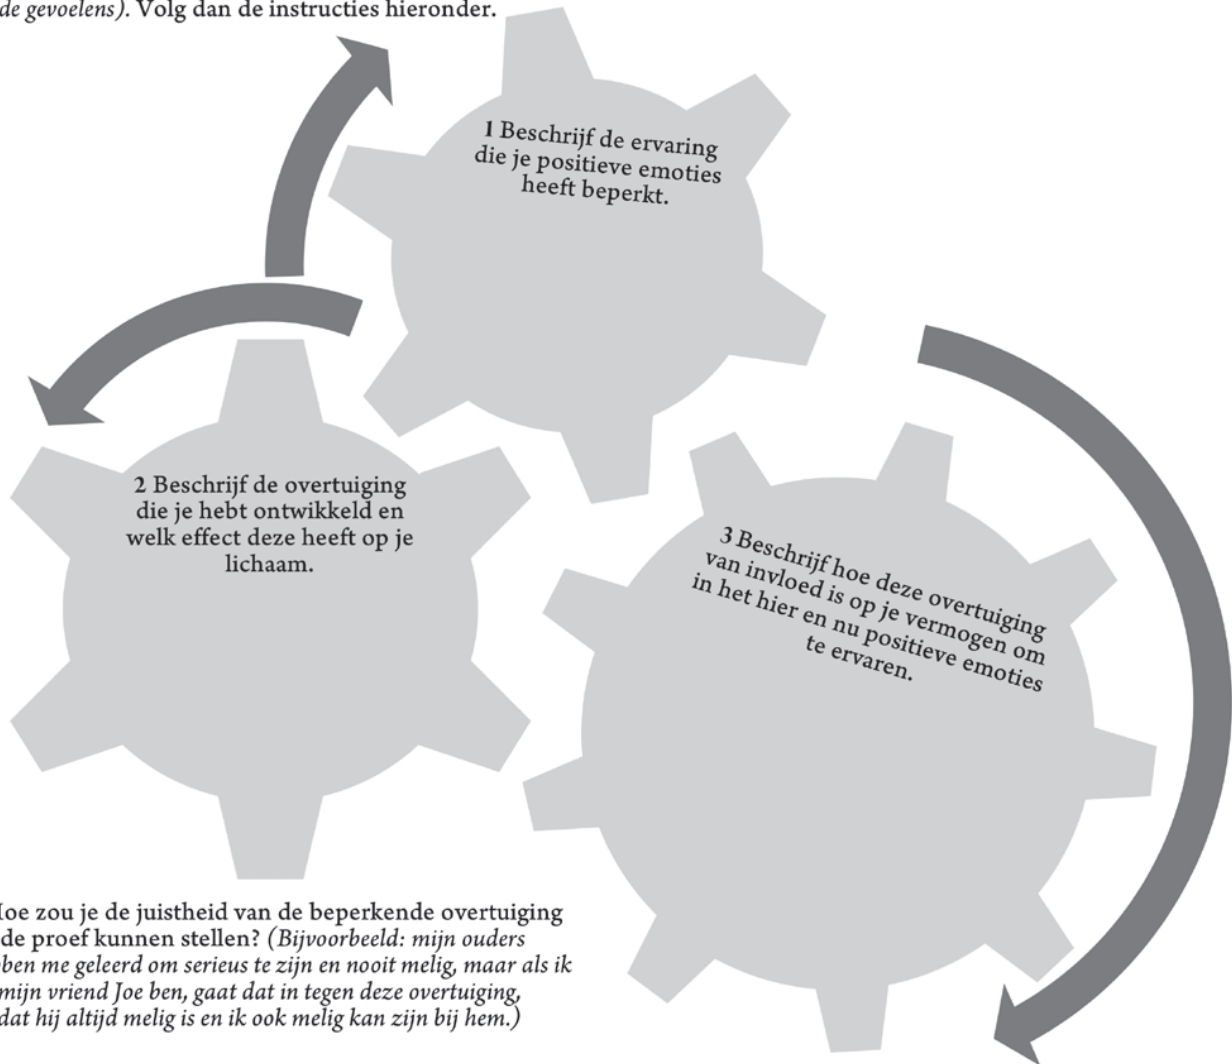 de gevoelens). Volg dan de instructies hieronder.
1 Beschrijf de ervaring
die je positieve emoties
heeft beperkt.
2 Beschrijf de overtuiging
die je hebt ontwikkeld en
welk effect deze heeft op je
lichaam.
3 Beschrijf hoe deze overtuiging
van invloed is op je vermogen om
in het hier en nu positieve emoties
te ervaren.
oe zou je de juistheid van de beperkende overtuiging
de proef kunnen stellen? (Bijvoorbeeld: mijn ouders
ben me geleerd om serieus te zijn en nooit melig, maar als ik
mijn vriend Joe ben, gaat dat in tegen deze overtuiging,
dat hij altijd melig is en ik ook melig kan zijn bij hem.)